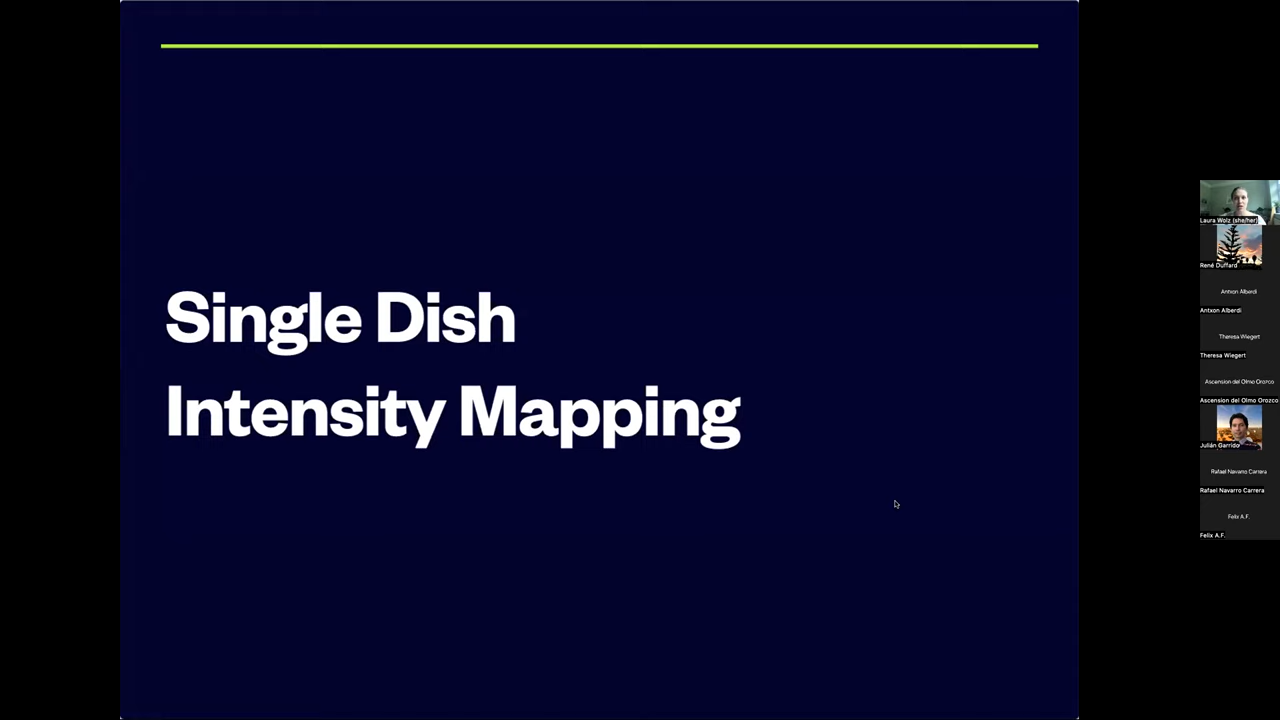 Single Dish
Intensity Mapping
Laura Wolz (she/her)
René Duffard
Antxon Alberdi
Antxon Alberdi
Theresa Wiegert
Theresa Wiegert
Ascension del Olmo Orozco
Ascension del Olmo Orozco
Julián Garrido
Rafael Navarro Carrera
Rafael Navarro Carrera
Felix A.F.
Felix A.F.